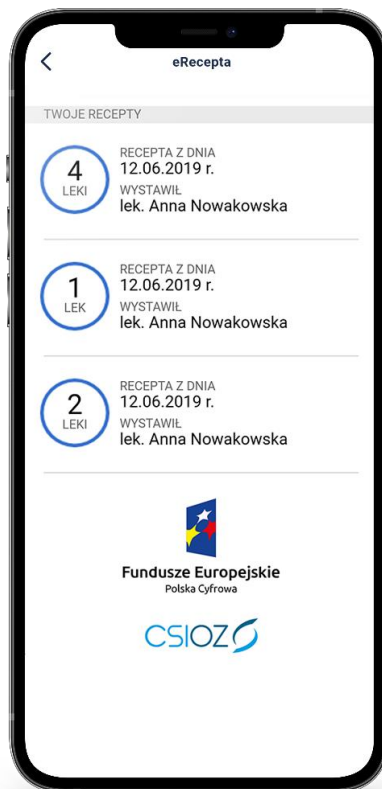 eRecepta
TWOJE RECEPTY
4
LEKI
RECEPTA Z DNIA
12.06.2019 r.
WYSTAWIŁ
lek. Anna Nowakowska
1
LEK
RECEPTA Z DNIA
12.06.2019 r.
WYSTAWIŁ
lek. Anna Nowakowska
2
LEKI
RECEPTA Z DNIA
12.06.2019 r.
WYSTAWIŁ
lek. Anna Nowakowska
Fundusze Europejskie
Polska Cyfrowa
CSIOZ